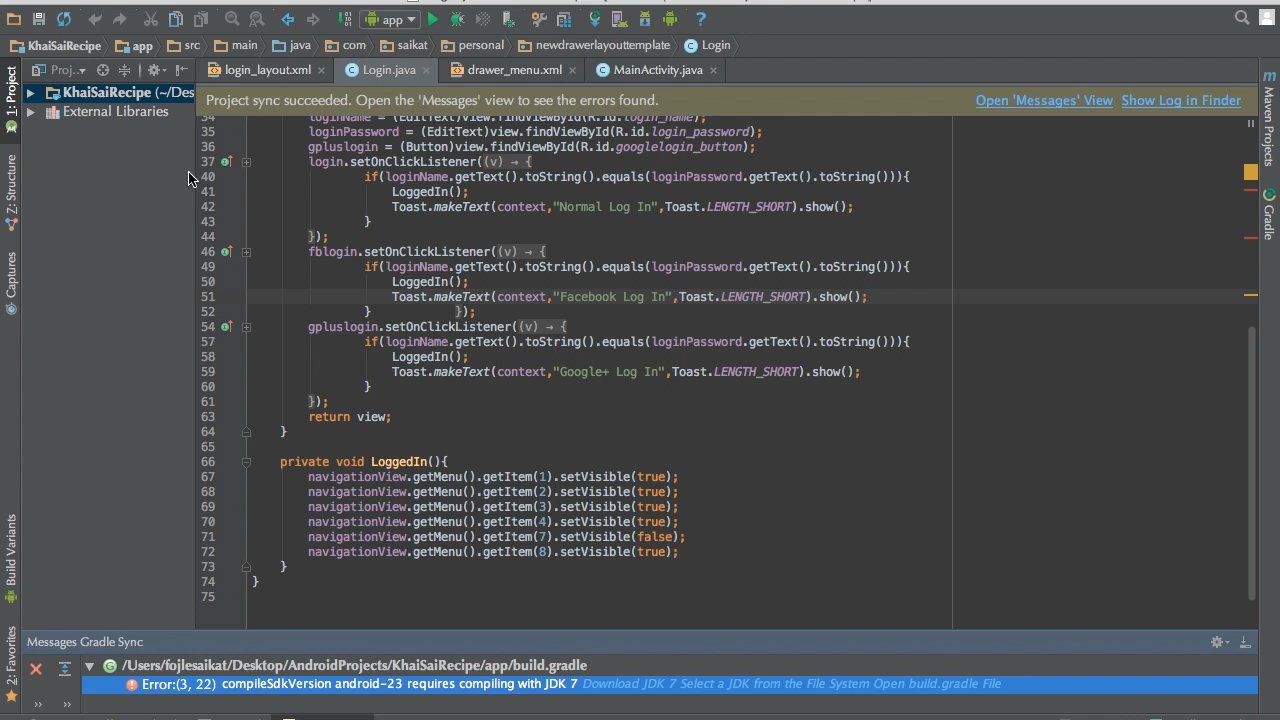 app
KhaiSaiRecipe app src main java com saikat personal newdrawerlayouttemplate Login
1: Project
Z: Structure
Captures
Build Variants
2: Favorites
Proj..
login_layout.xml Login.java drawer_menu.xml MainActivity.java
KhaiSaiRecipe (~/Des
External Libraries
Project sync succeeded. Open the 'Messages' view to see the errors found. Open 'Messages' View Show Log in Finder
34 loginName = (EditText)view.findViewById(R.id.login_name);
35 loginPassword = (EditText)view.findViewById(R.id.login_password);
36 gpluslogin = (Button)view.findViewById(R.id.googlelogin_button);
37 login.setOnClickListener((v) → {
40 if(loginName.getText().toString().equals(loginPassword.getText().toString())){
41 LoggedIn();
42 Toast.makeText(context,"Normal Log In",Toast.LENGTH_SHORT).show();
43 }
44 });
46 fblogin.setOnClickListener((v) → {
49 if(loginName.getText().toString().equals(loginPassword.getText().toString())){
50 LoggedIn();
51 Toast.makeText(context,"Facebook Log In",Toast.LENGTH_SHORT).show();
52 } });
54 gpluslogin.setOnClickListener((v) → {
57 if(loginName.getText().toString().equals(loginPassword.getText().toString())){
58 LoggedIn();
59 Toast.makeText(context,"Google+ Log In",Toast.LENGTH_SHORT).show();
60 }
61 });
63 return view;
64 }
65
66 private void LoggedIn(){
67 navigationView.getMenu().getItem(1).setVisible(true);
68 navigationView.getMenu().getItem(2).setVisible(true);
69 navigationView.getMenu().getItem(3).setVisible(true);
70 navigationView.getMenu().getItem(4).setVisible(true);
71 navigationView.getMenu().getItem(7).setVisible(false);
72 navigationView.getMenu().getItem(8).setVisible(true);
73 }
74 }
75
Maven Projects
Gradle
Messages Gradle Sync
/Users/fojlesaikat/Desktop/AndroidProjects/KhaiSaiRecipe/app/build.gradle
Error:(3, 22) compileSdkVersion android-23 requires compiling with JDK 7 Download JDK 7 Select a JDK from the File System Open build.gradle File